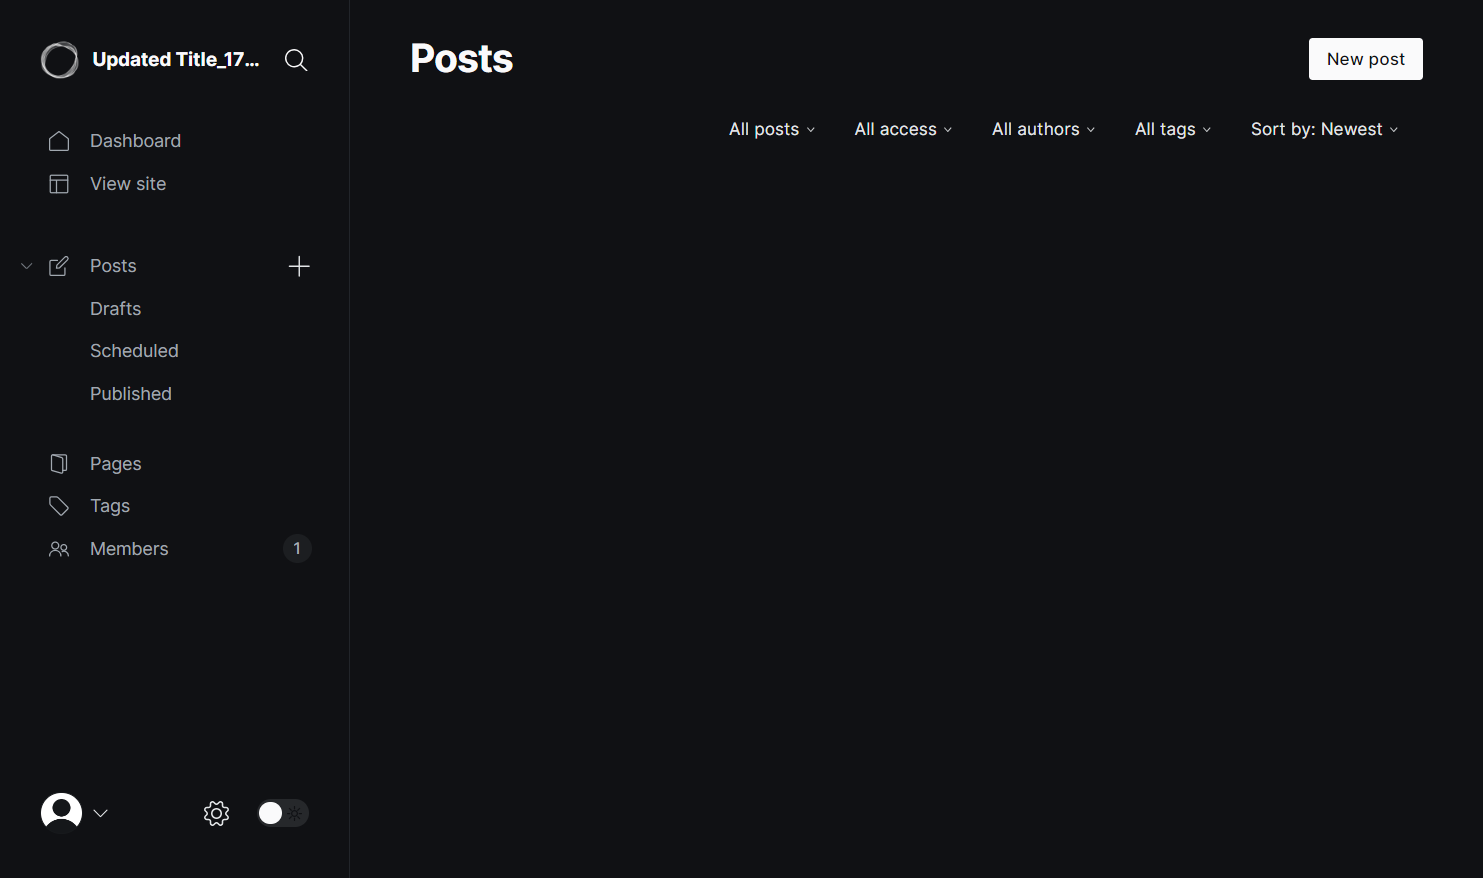 Updated Title_17...
Dashboard
View site
Posts
Drafts
Scheduled
Published
Pages
Tags
Members 1
Posts
New post
All posts All access All authors All tags Sort by: Newest